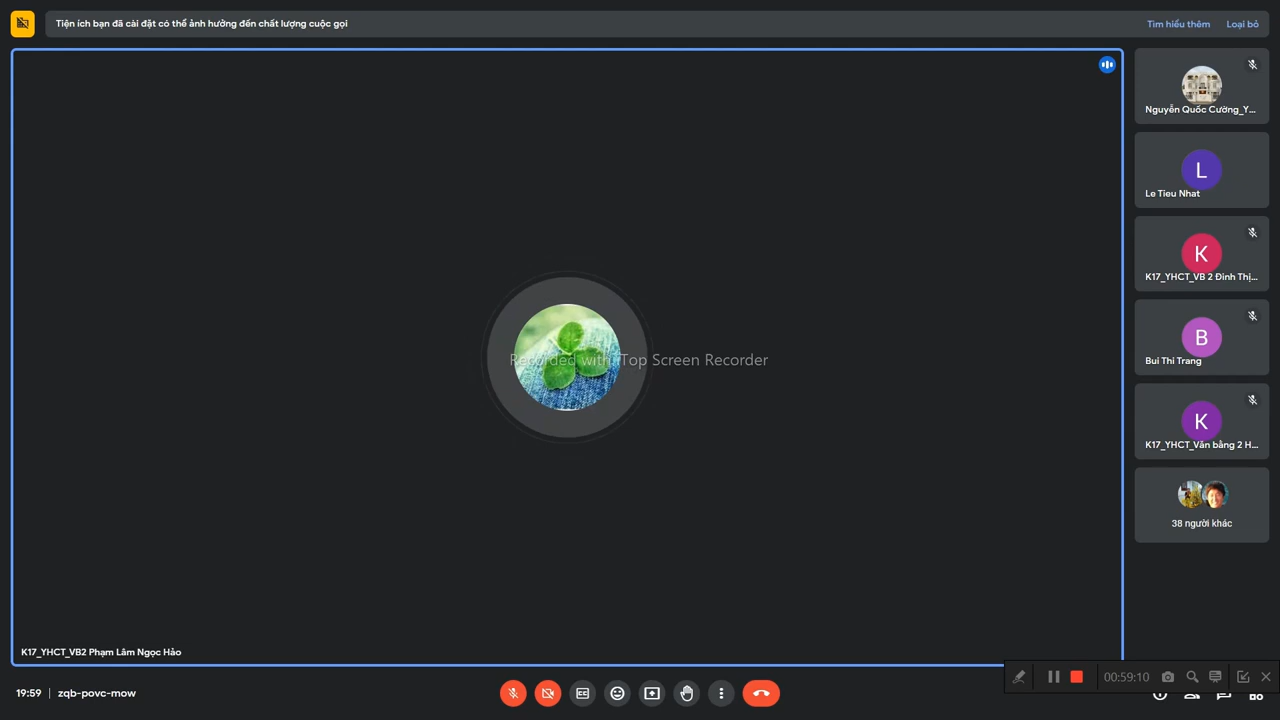 Tiện ích bạn đã cài đặt có thể ảnh hưởng đến chất lượng cuộc gọi
Tìm hiểu thêm
Loại bỏ
Nguyễn Quốc Cường_Y...
L
Le Tieu Nhat
K
K17_YHCT_VB 2 Đinh Thị...
B
Bui Thi Trang
K
K17_YHCT_Văn bằng 2 H...
38 người khác
Recorded with iTop Screen Recorder
K17_YHCT_VB2 Phạm Lâm Ngọc Hảo
19:59 | zqb-povc-mow
00:59:10